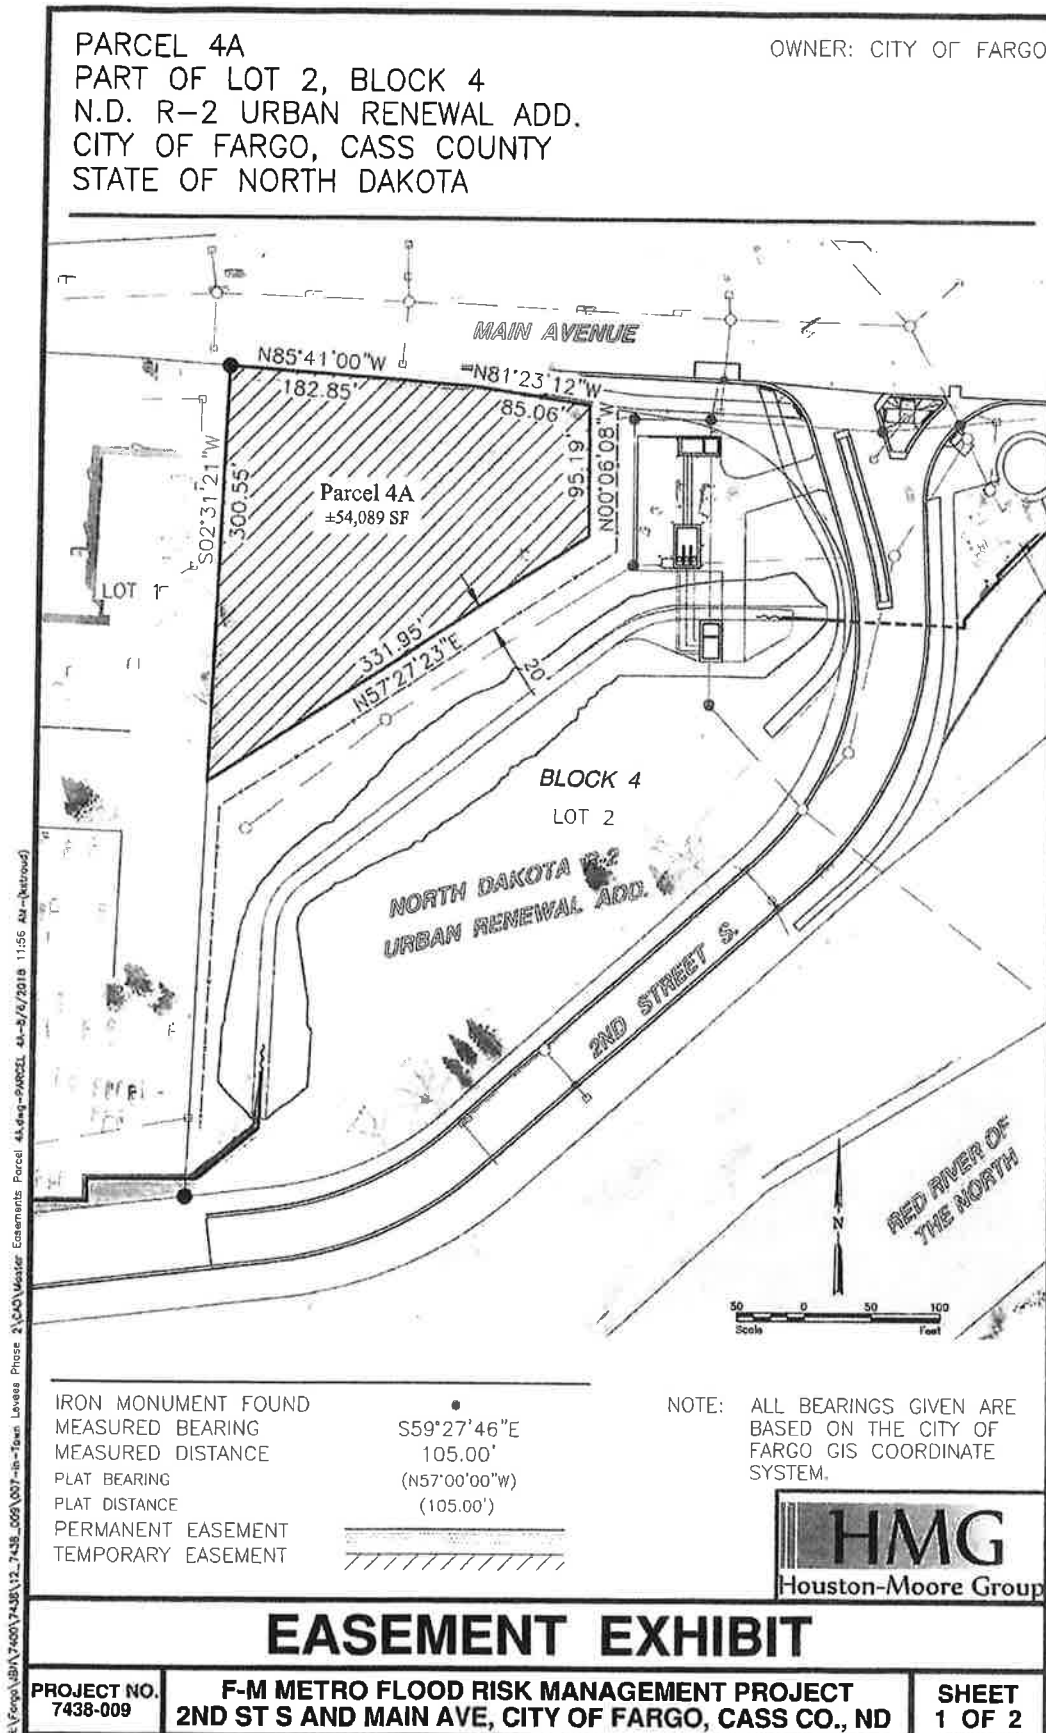 PARCEL 4A
PART OF LOT 2, BLOCK 4
N.D. R-2 URBAN RENEWAL ADD.
CITY OF FARGO, CASS COUNTY
STATE OF NORTH DAKOTA
OWNER: CITY OF FARGO
MAIN AVENUE
N85°41'00"W
182.85'
N81°23'12"W
85.06'
S02°31'21"W
300.55'
95.19'
N00°06'08"W
Parcel 4A
±54,089 SF
LOT 1
331.95'
N57°27'23"E
20
BLOCK 4
LOT 2
NORTH DAKOTA R-2
URBAN RENEWAL ADD.
2ND STREET S.
RED RIVER OF
THE NORTH
N
50 0 50 100
Scale Feet
IRON MONUMENT FOUND
MEASURED BEARING S59°27'46"E
MEASURED DISTANCE 105.00'
PLAT BEARING (N57°00'00"W)
PLAT DISTANCE (105.00')
PERMANENT EASEMENT
TEMPORARY EASEMENT
NOTE: ALL BEARINGS GIVEN ARE
BASED ON THE CITY OF
FARGO GIS COORDINATE
SYSTEM.
HMG
Houston-Moore Group
EASEMENT EXHIBIT
PROJECT NO.
7438-009
F-M METRO FLOOD RISK MANAGEMENT PROJECT
2ND ST S AND MAIN AVE, CITY OF FARGO, CASS CO., ND
SHEET
1 OF 2